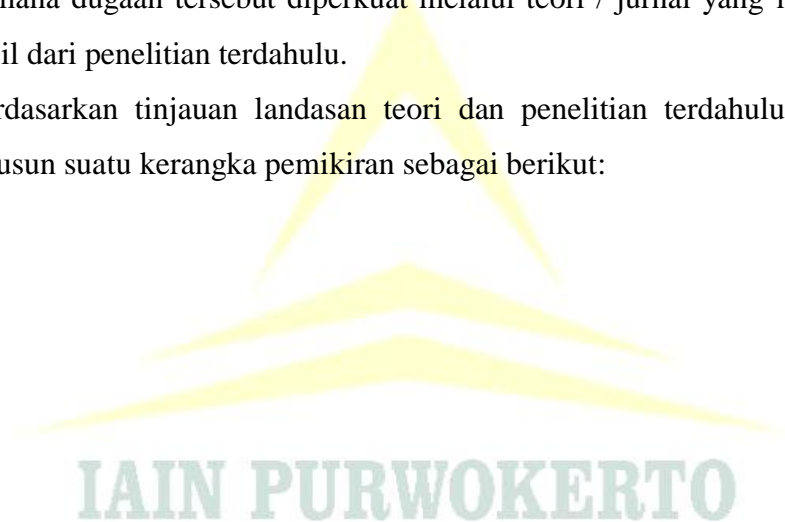 dugaan tersebut diperkuat melalui teori / jurnal yang
dari penelitian terdahulu.
tinjauan landasan teori dan penelitian terdahulu
suatu kerangka pemikiran sebagai berikut:
IAIN PURWOKERTO